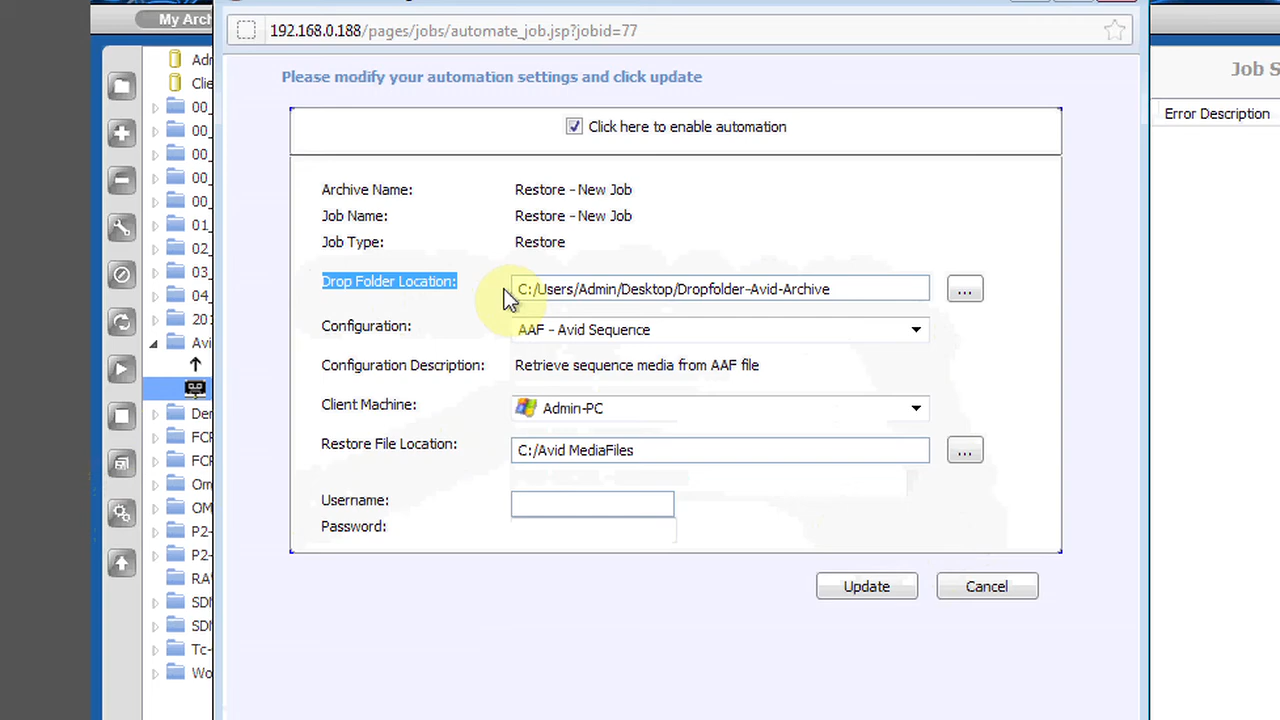 My Arch
192.168.0.188/pages/jobs/automate_job.jsp?jobid=77
Please modify your automation settings and click update
Click here to enable automation
Archive Name: Restore - New Job
Job Name: Restore - New Job
Job Type: Restore
Drop Folder Location: C:/Users/Admin/Desktop/Dropfolder-Avid-Archive ...
Configuration: AAF - Avid Sequence
Configuration Description: Retrieve sequence media from AAF file
Client Machine: Admin-PC
Restore File Location: C:/Avid MediaFiles ...
Username:
Password:
Update Cancel
Adm
Clie
00_
00_
00_
00_
00_
01_
02_
03_
04_
201
Avi
Der
FCP
FCP
Om
OM
P2-
P2-
RA
SDN
SDN
Tc-
Wo
Job S
Error Description